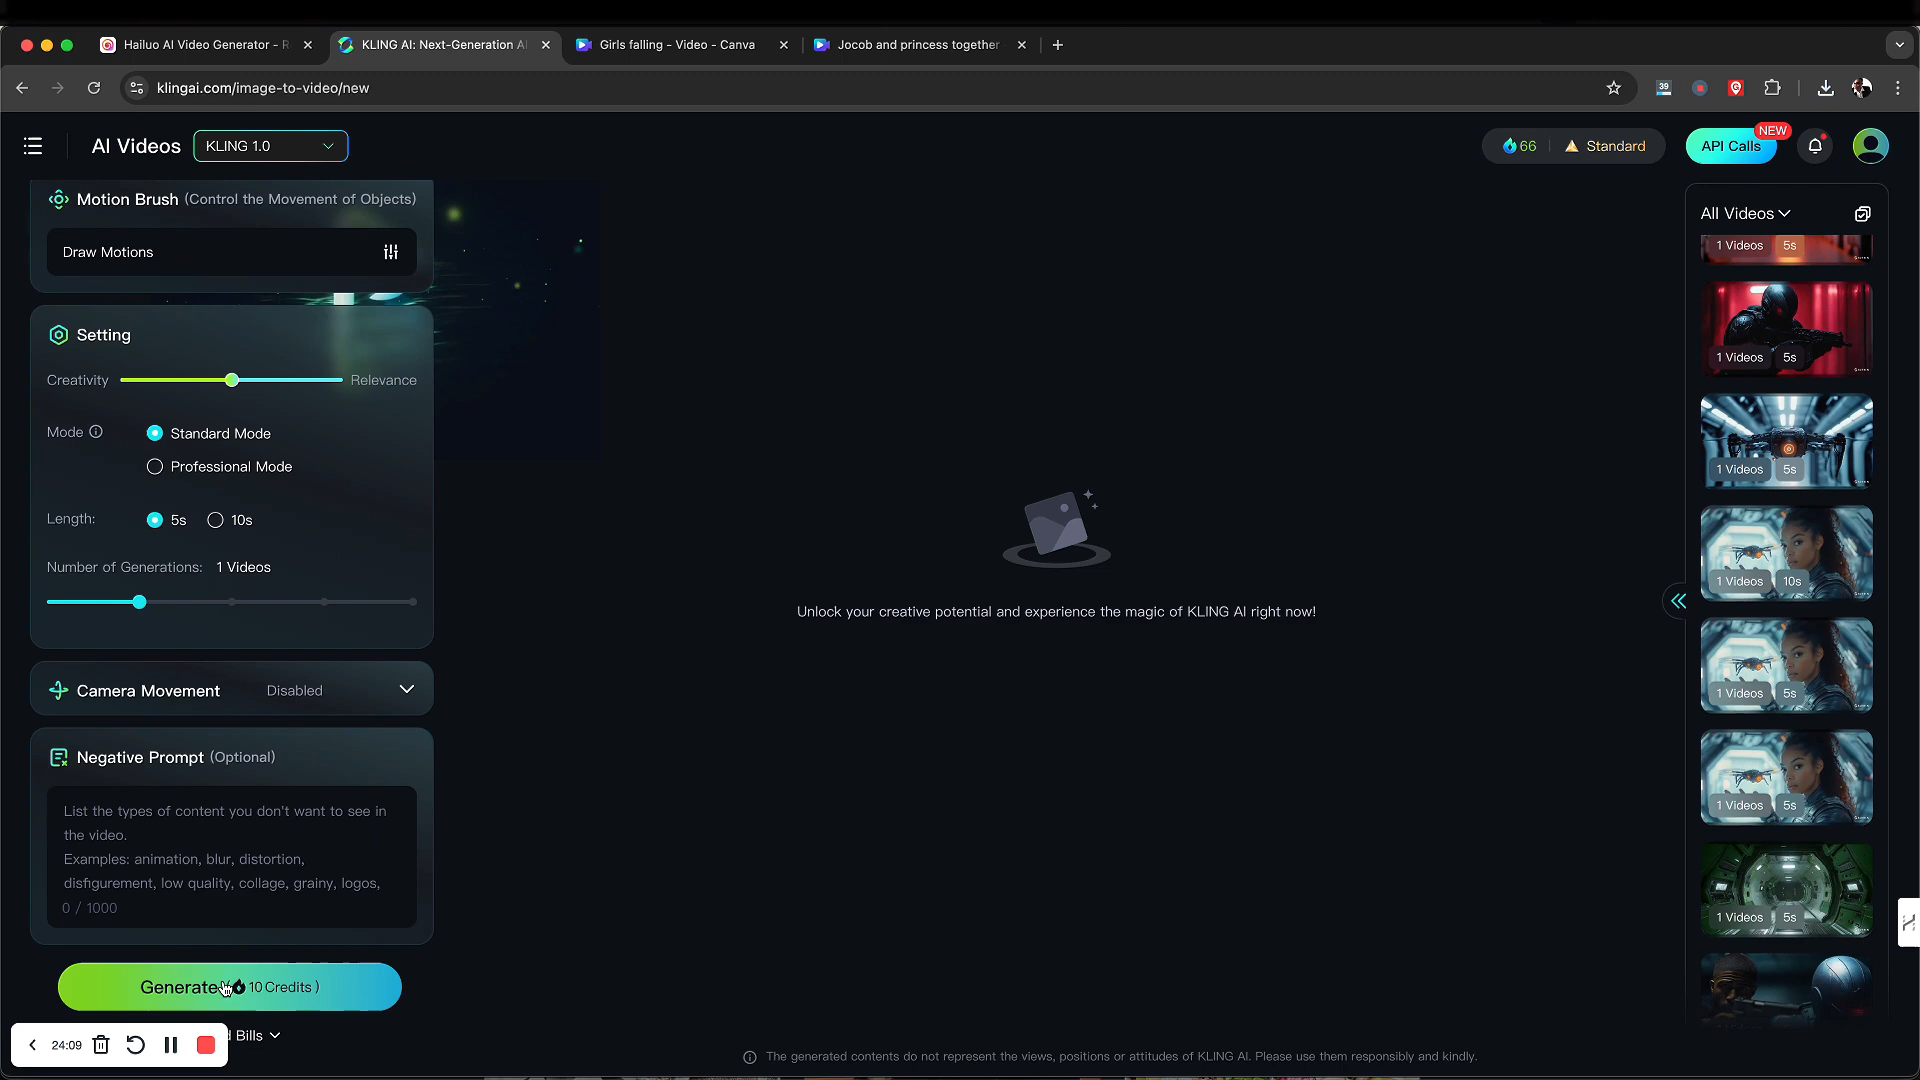 Hailuo AI Video Generator - R
KLING AI: Next-Generation AI
Girls falling - Video - Canva
Jocob and princess together
klingai.com/image-to-video/new
39
AI Videos
KLING 1.0
66
Standard
API Calls
NEW
Motion Brush (Control the Movement of Objects)
Draw Motions
Setting
Creativity
Relevance
Mode
Standard Mode
Professional Mode
Length:
5s
10s
Number of Generations: 1 Videos
Camera Movement
Disabled
Negative Prompt (Optional)
List the types of content you don't want to see in
the video.
Examples: animation, blur, distortion,
disfigurement, low quality, collage, grainy, logos,
0 / 1000
Generate
10 Credits )
Bills
24:09
Unlock your creative potential and experience the magic of KLING AI right now!
The generated contents do not represent the views, positions or attitudes of KLING AI. Please use them responsibly and kindly.
All Videos
1 Videos 5s
1 Videos 5s
1 Videos 5s
1 Videos 10s
1 Videos 5s
1 Videos 5s
1 Videos 5s